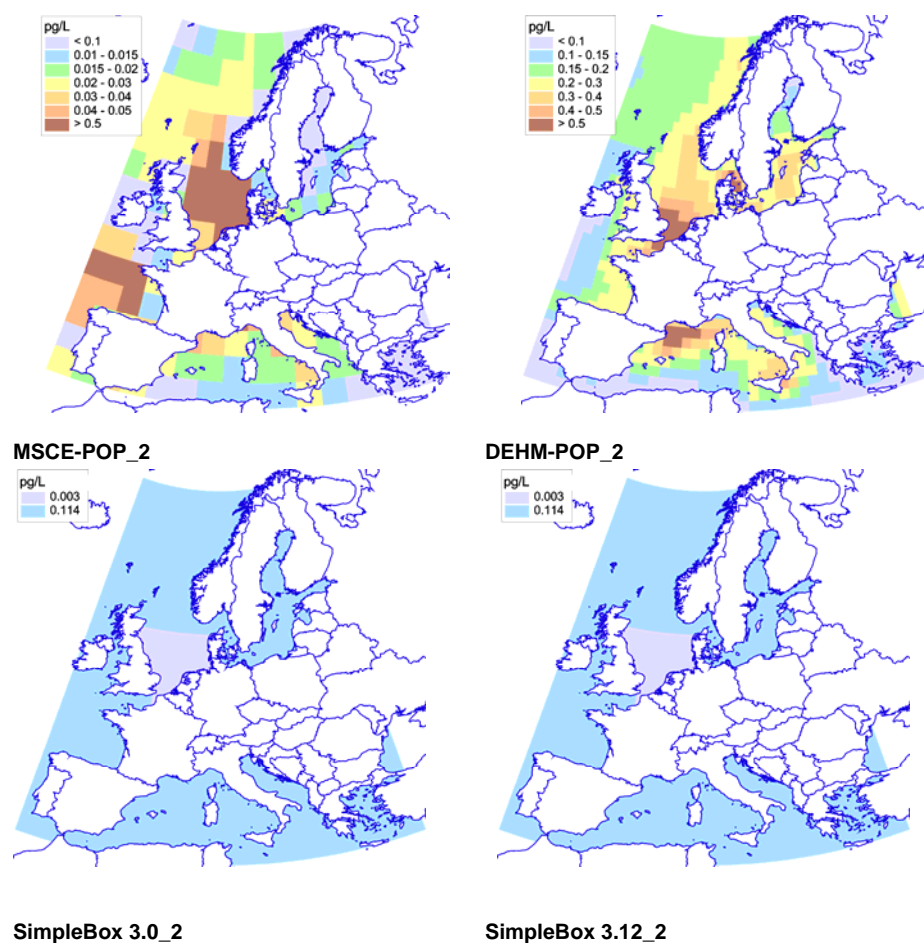 pg/L
< 0.1
0.01 - 0.015
0.015 - 0.02
0.02 - 0.03
0.03 - 0.04
0.04 - 0.05
> 0.5
pg/L
< 0.1
0.1 - 0.15
0.15 - 0.2
0.2 - 0.3
0.3 - 0.4
0.4 - 0.5
> 0.5
MSCE-POP_2
DEHM-POP_2
pg/L
0.003
0.114
pg/L
0.003
0.114
SimpleBox 3.0_2
SimpleBox 3.12_2